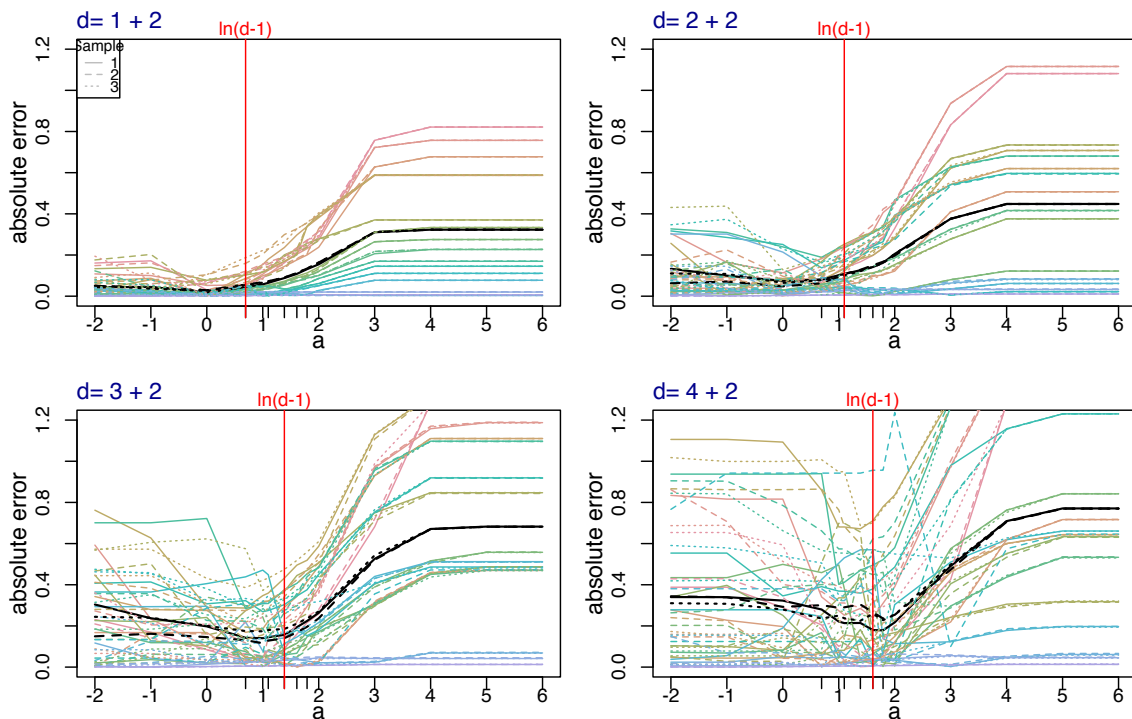 d= 1 + 2
ln(d-1)
Sample
1
2
3
absolute error
0.0 0.4 0.8 1.2
-2 -1 0 1 2 3 4 5 6
a
d= 2 + 2
ln(d-1)
absolute error
0.0 0.4 0.8 1.2
-2 -1 0 1 2 3 4 5 6
a
d= 3 + 2
ln(d-1)
absolute error
0.0 0.4 0.8 1.2
-2 -1 0 1 2 3 4 5 6
a
d= 4 + 2
ln(d-1)
absolute error
0.0 0.4 0.8 1.2
-2 -1 0 1 2 3 4 5 6
a